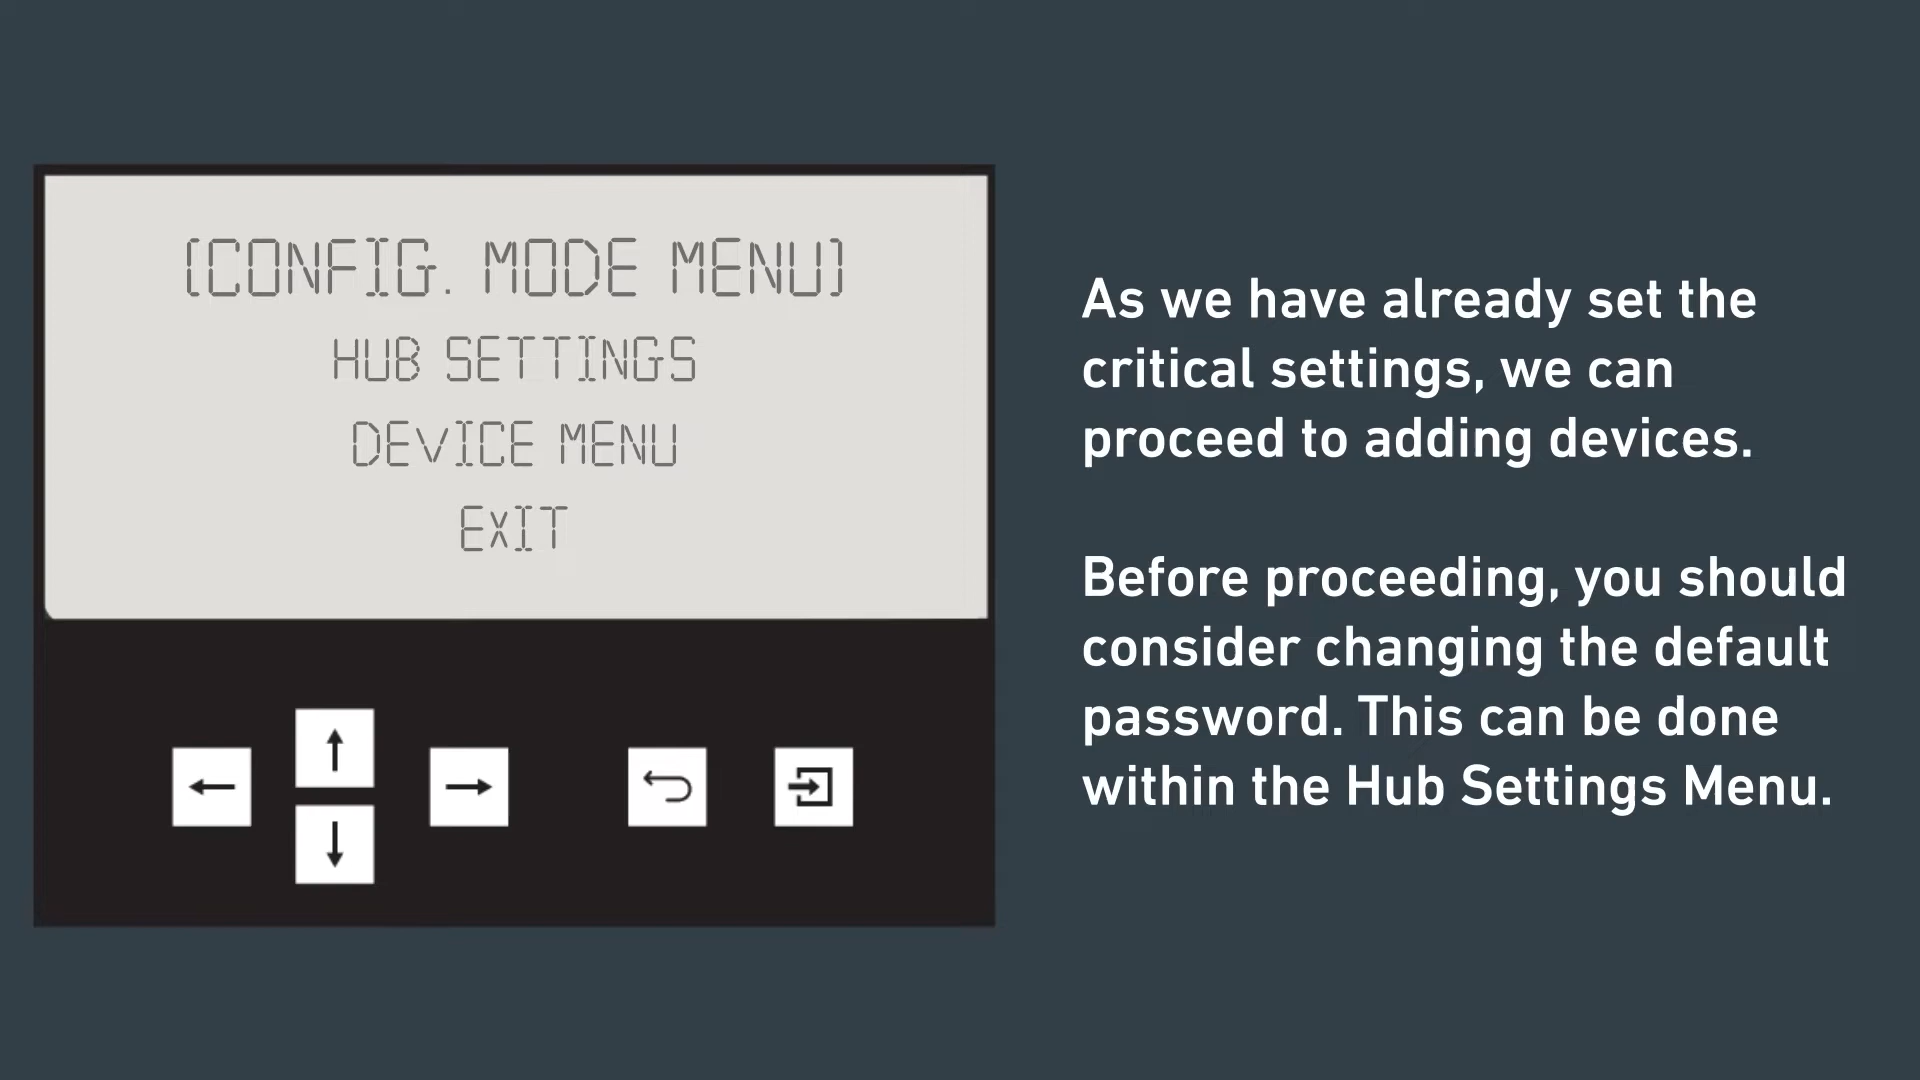 [CONFIG. MODE MENU]
HUB SETTINGS
DEVICE MENU
EXIT
As we have already set the
critical settings, we can
proceed to adding devices.
Before proceeding, you should
consider changing the default
password. This can be done
within the Hub Settings Menu.